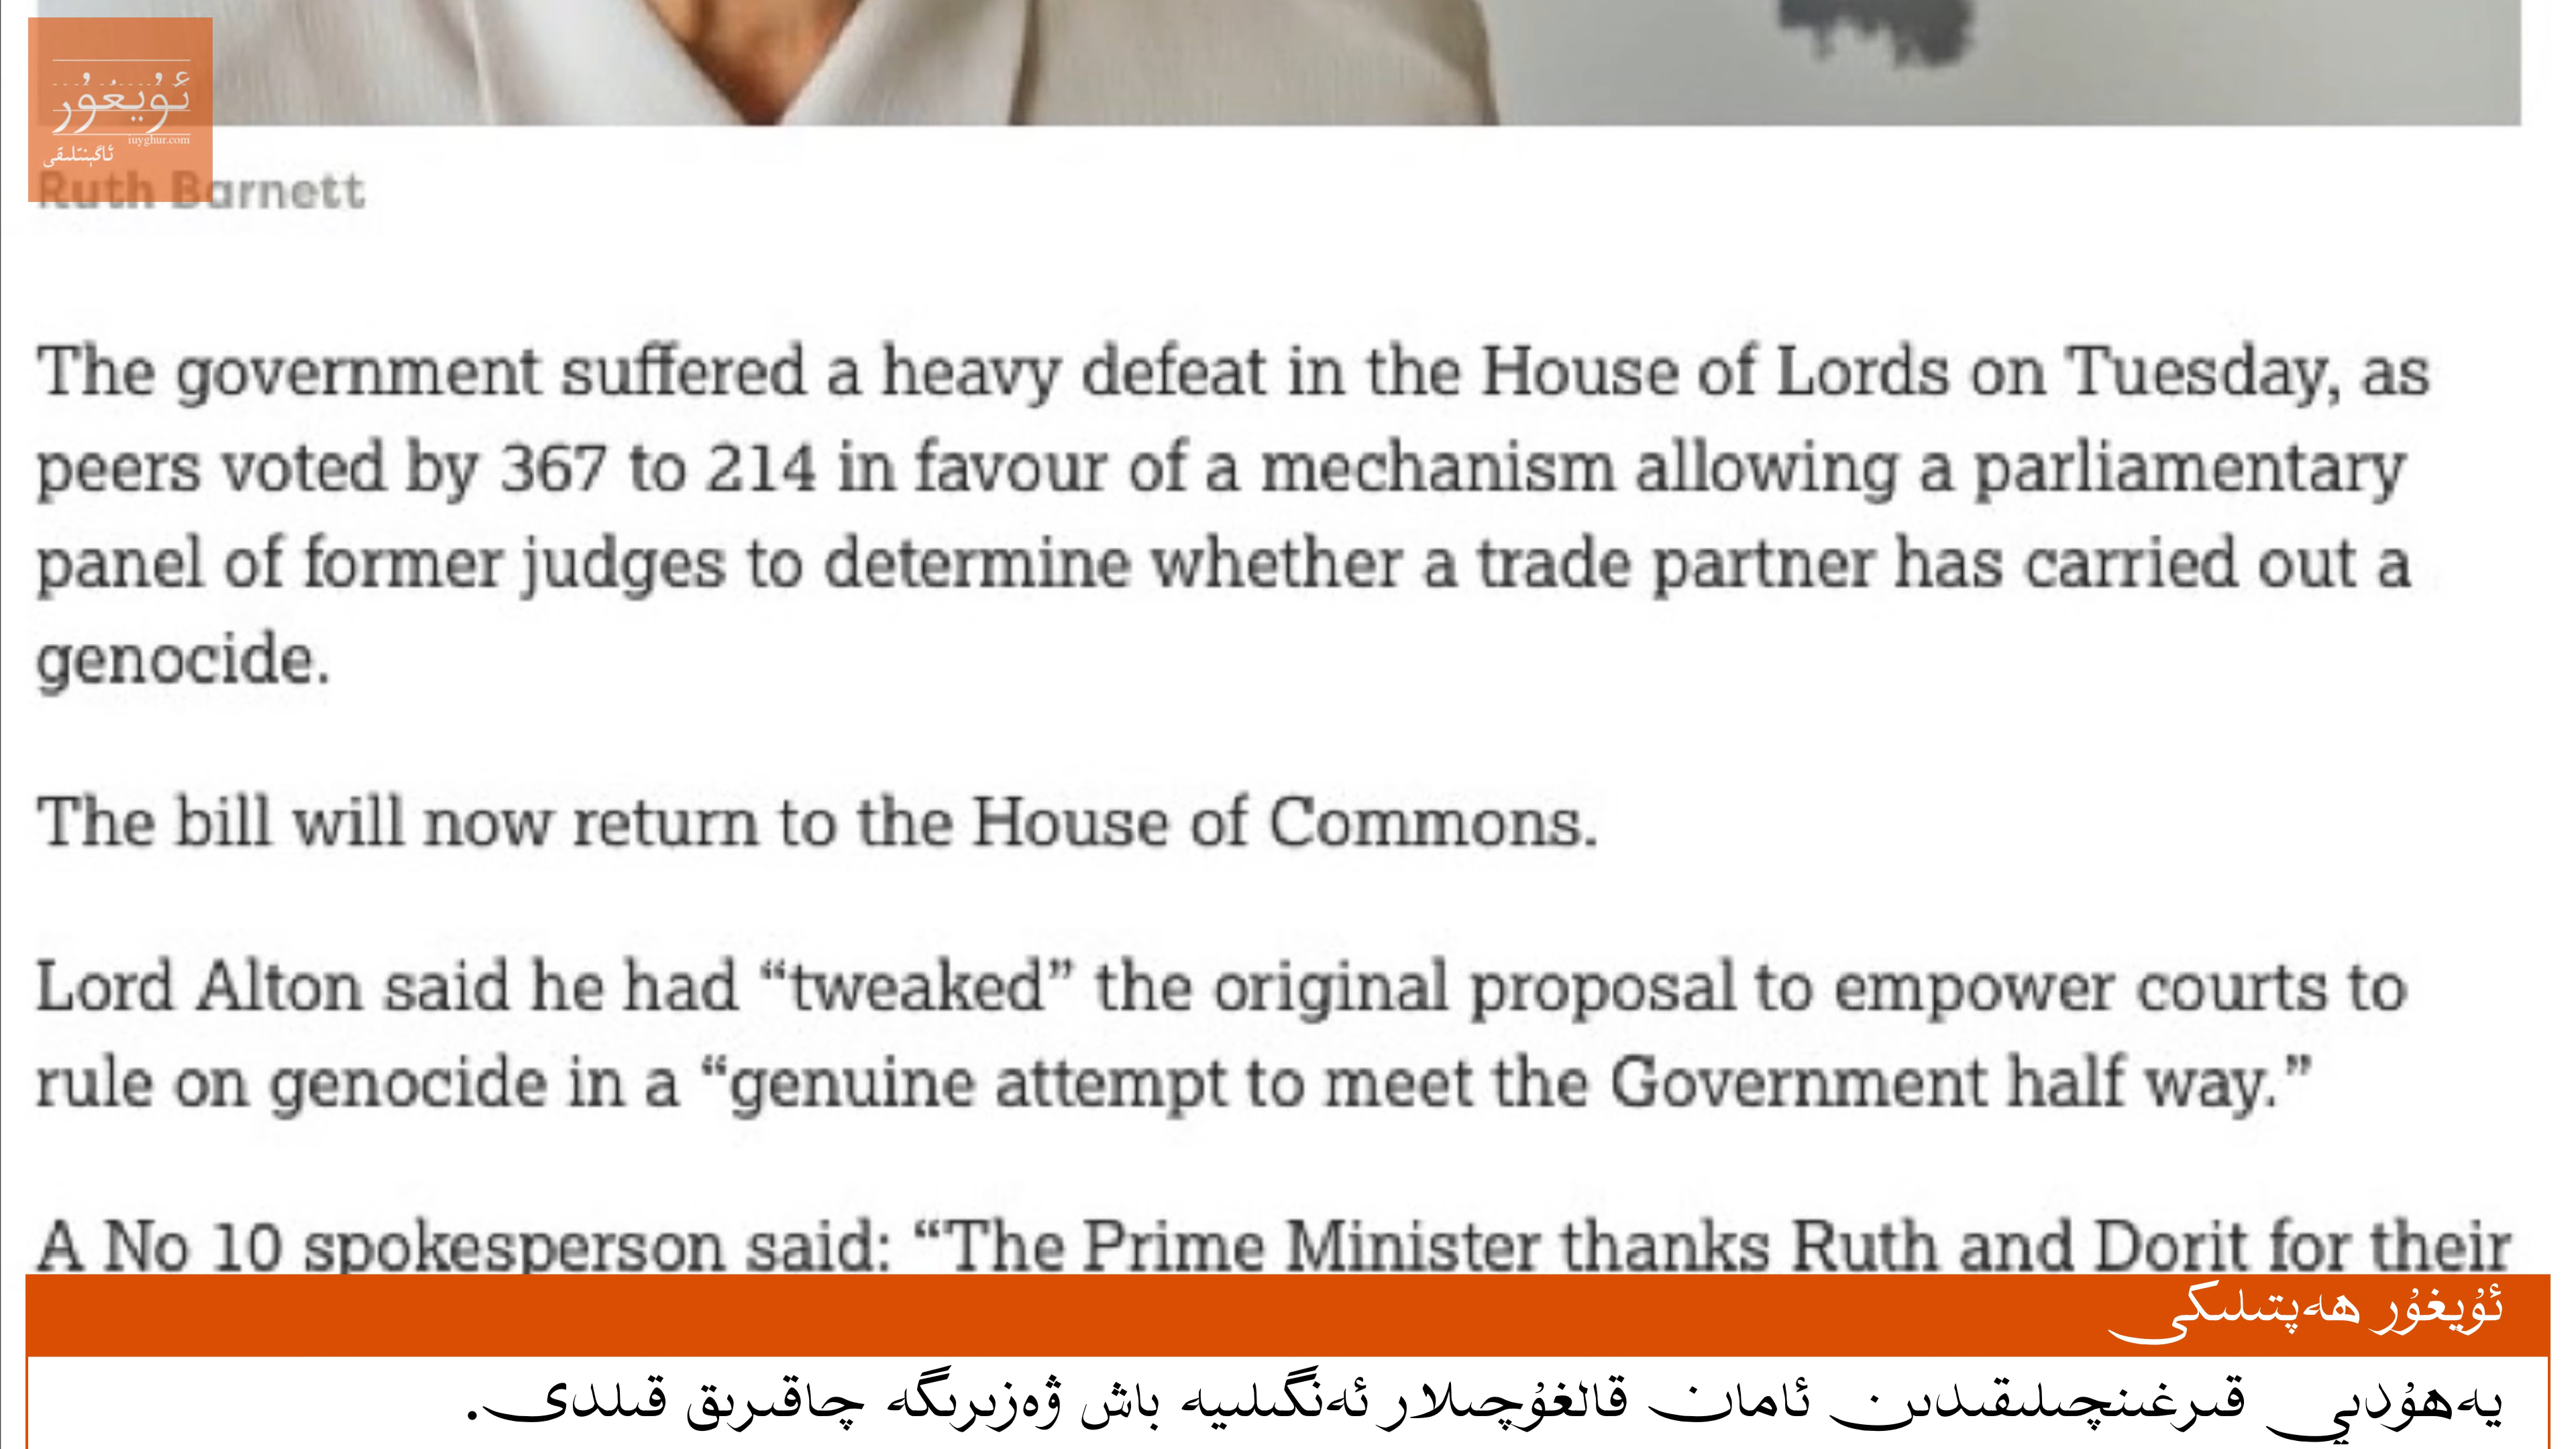 ئۇيغۇر
iuyghur.com
ئاگېنتلىقى
Ruth Barnett
The government suffered a heavy defeat in the House of Lords on Tuesday, as
peers voted by 367 to 214 in favour of a mechanism allowing a parliamentary
panel of former judges to determine whether a trade partner has carried out a
genocide.
The bill will now return to the House of Commons.
Lord Alton said he had “tweaked” the original proposal to empower courts to
rule on genocide in a “genuine attempt to meet the Government half way.”
A No 10 spokesperson said: “The Prime Minister thanks Ruth and Dorit for their
ئۇيغۇر ھەپتىلىكى
يەھۇدىي قىرغىنچىلىقىدىن ئامان قالغۇچىلار ئەنگىلىيە باش ۋەزىرىگە چاقىرىق قىلدى.